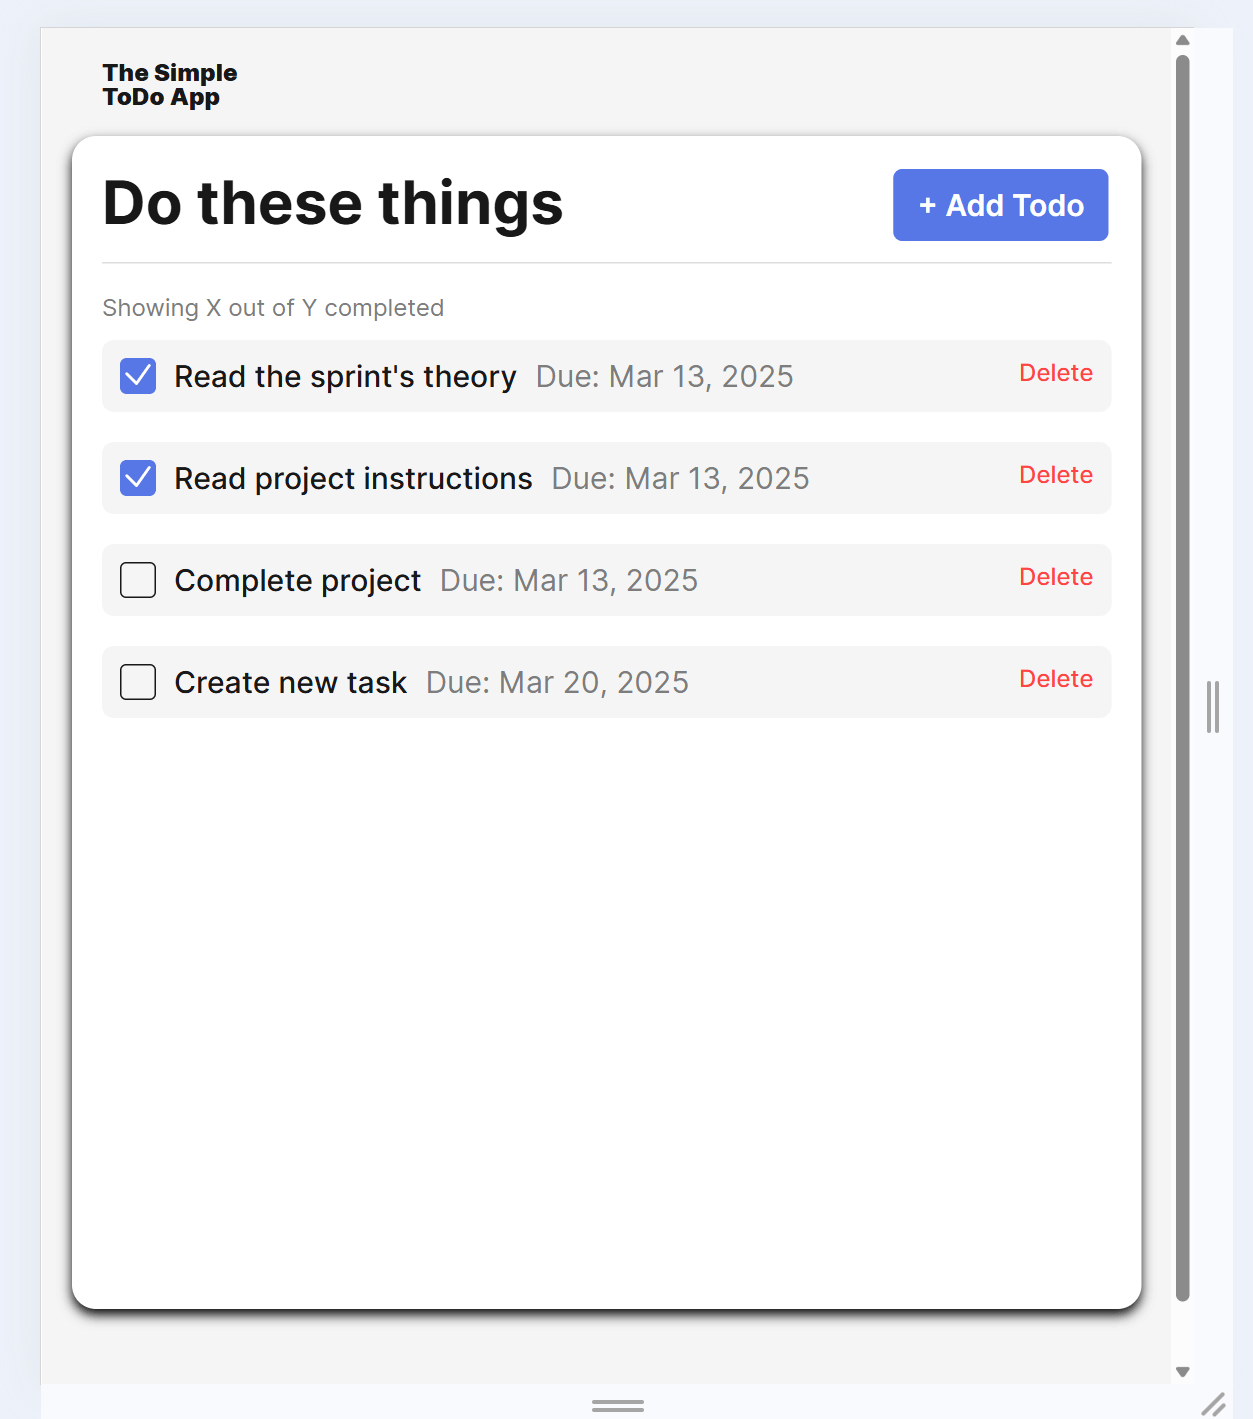 The Simple
ToDo App
Do these things
+ Add Todo
Showing X out of Y completed
Read the sprint's theory Due: Mar 13, 2025 Delete
Read project instructions Due: Mar 13, 2025 Delete
Complete project Due: Mar 13, 2025 Delete
Create new task Due: Mar 20, 2025 Delete